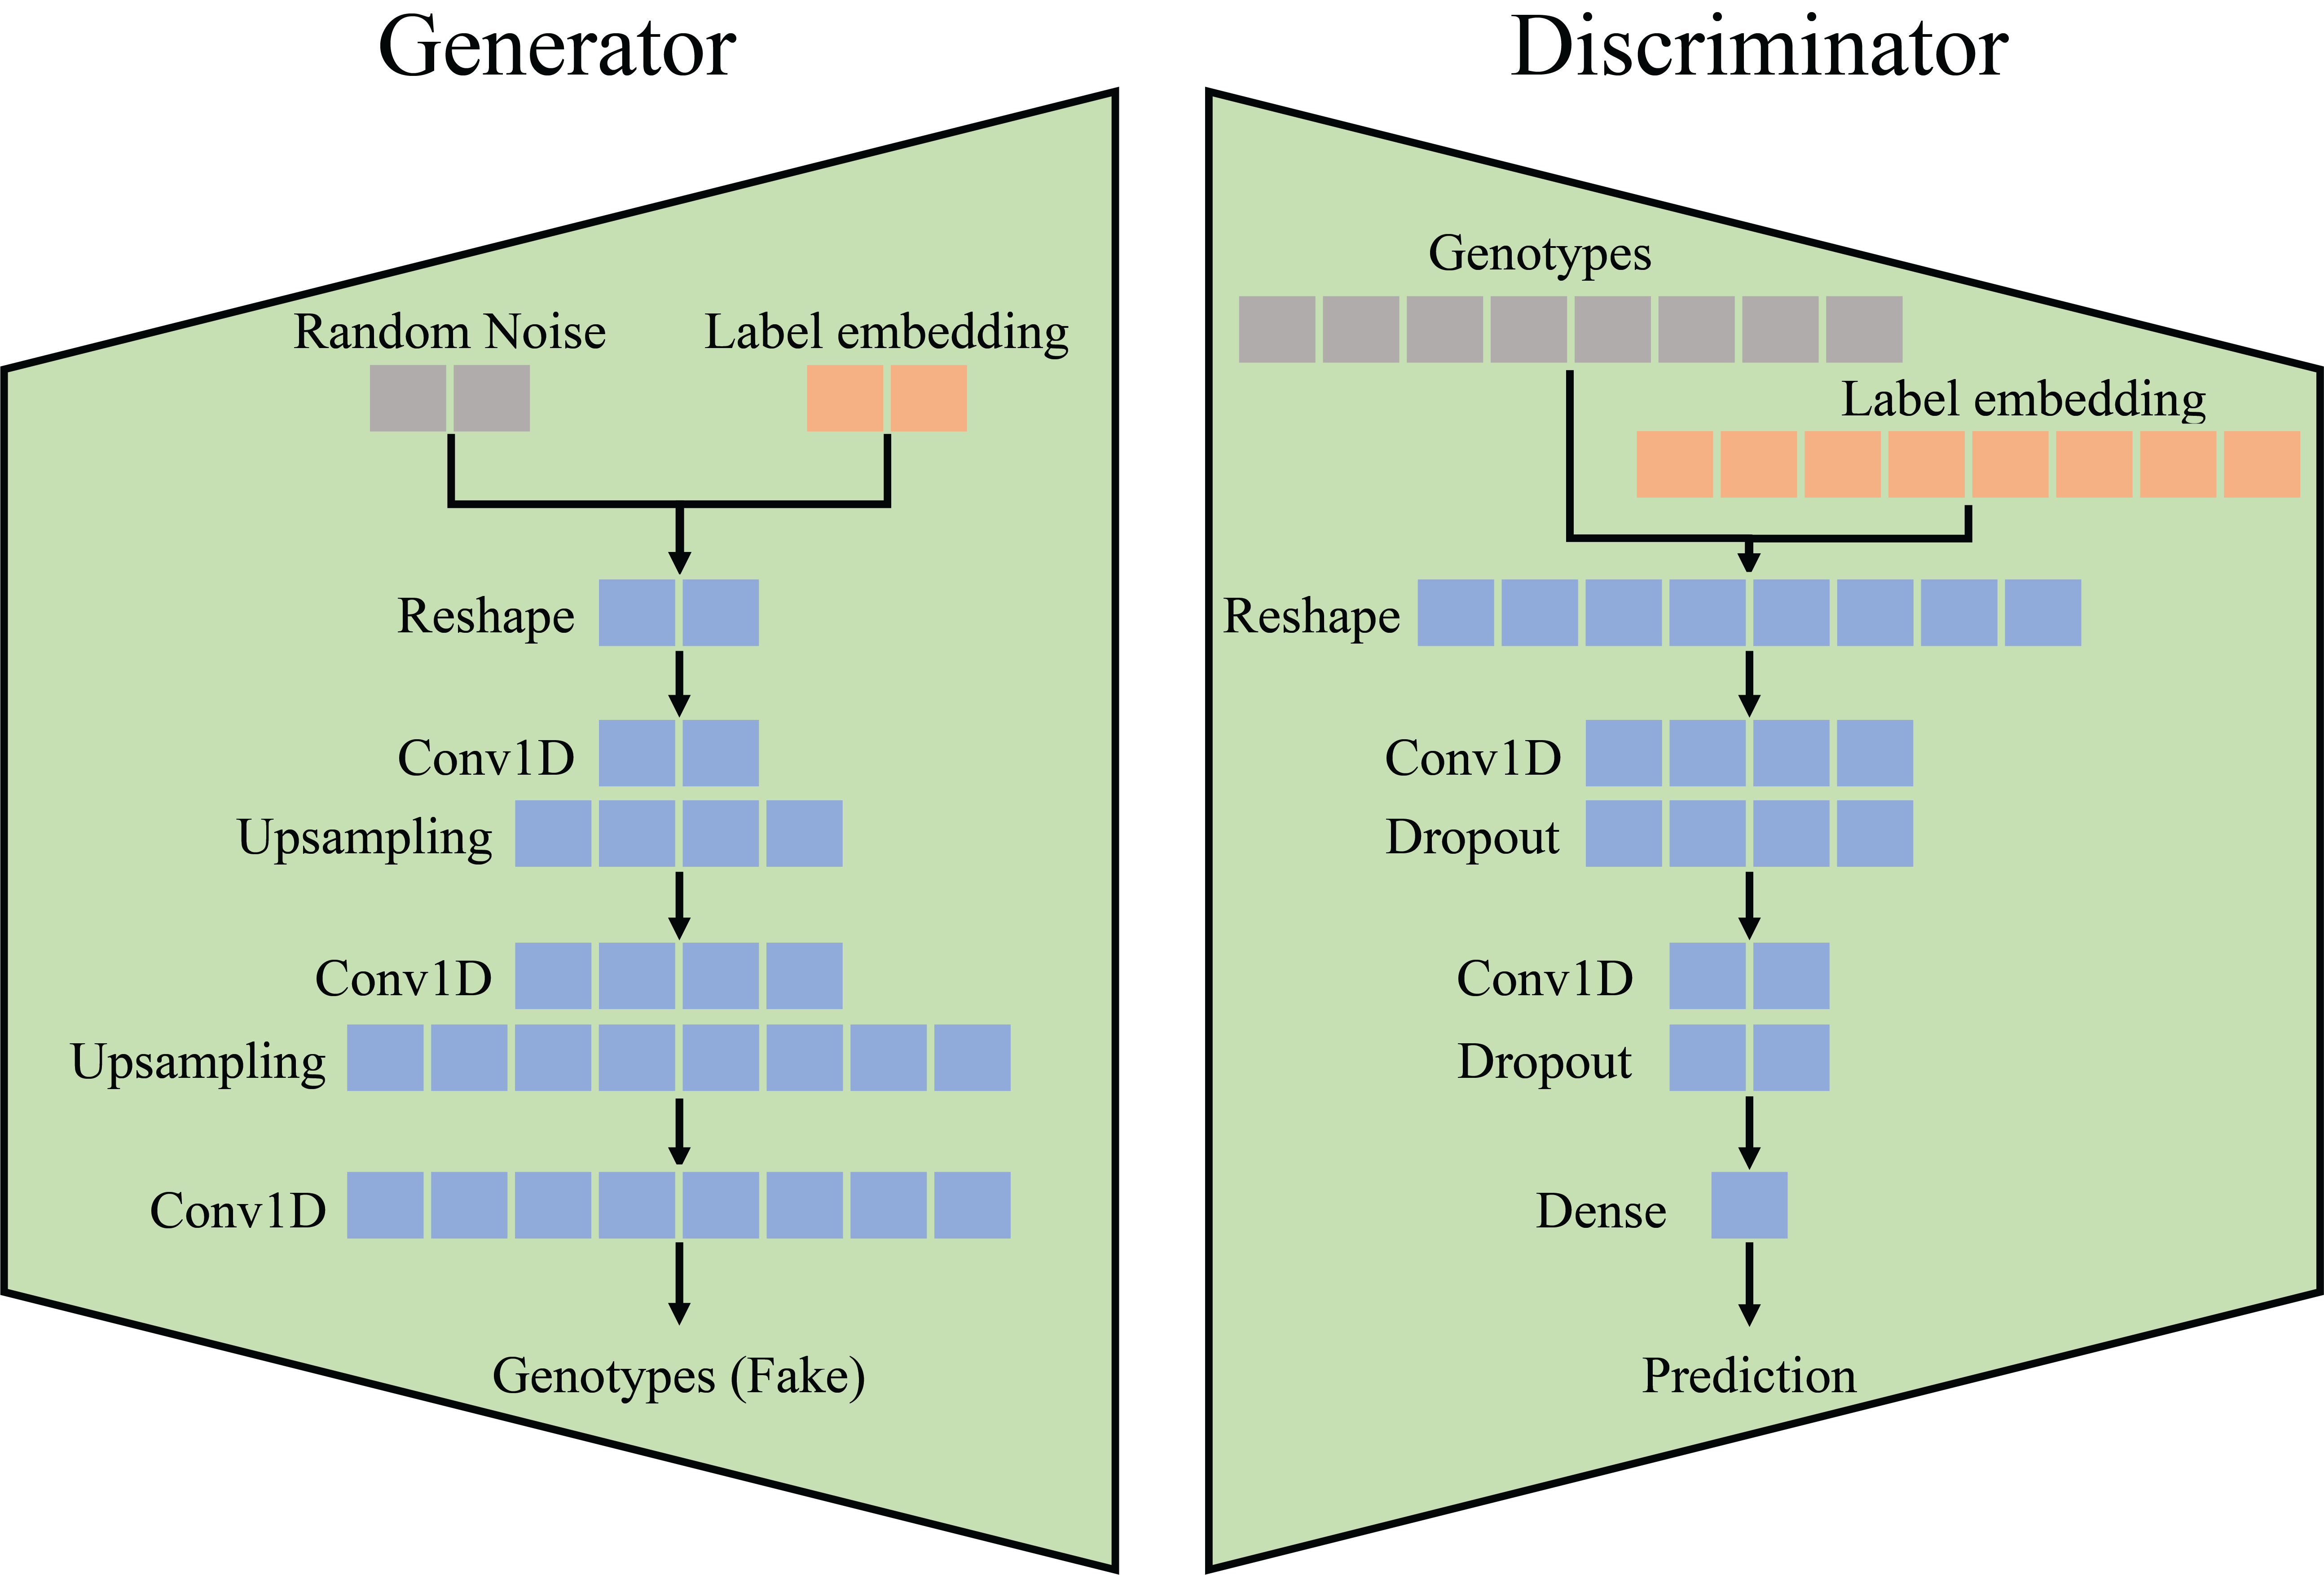 Generator
Random Noise
Label embedding
Reshape
Conv1D
Upsampling
Conv1D
Upsampling
Conv1D
Genotypes (Fake)
Discriminator
Genotypes
Label embedding
Reshape
Conv1D
Dropout
Conv1D
Dropout
Dense
Prediction